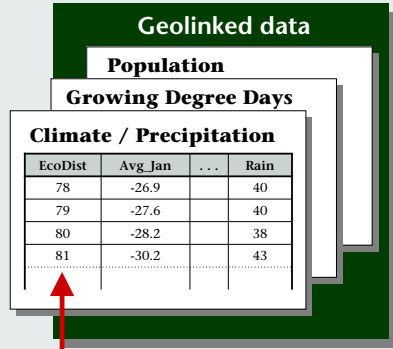 Geolinked data
Population
Growing Degree Days
Climate / Precipitation
EcoDist Avg_Jan . . . Rain
78 -26.9 40
79 -27.6 40
80 -28.2 38
81 -30.2 43